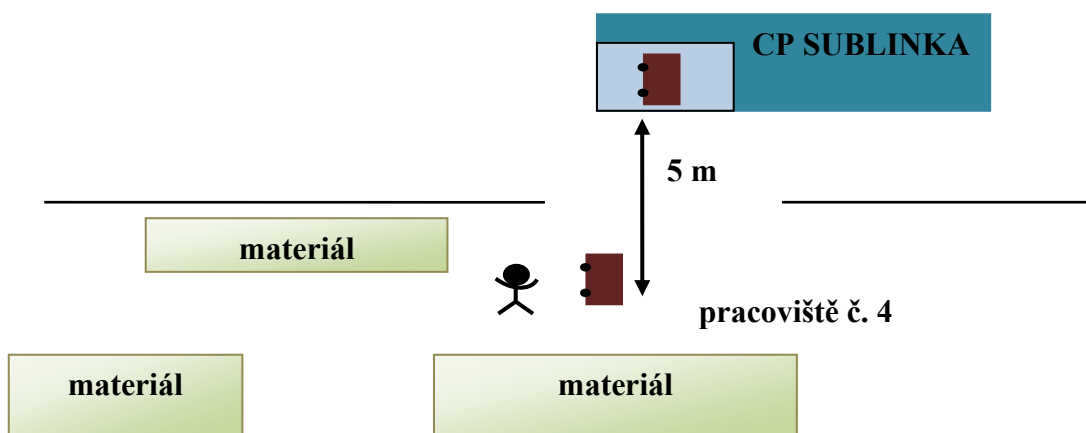 CP SUBLINKA
5 m
materiál
pracoviště č. 4
materiál
materiál